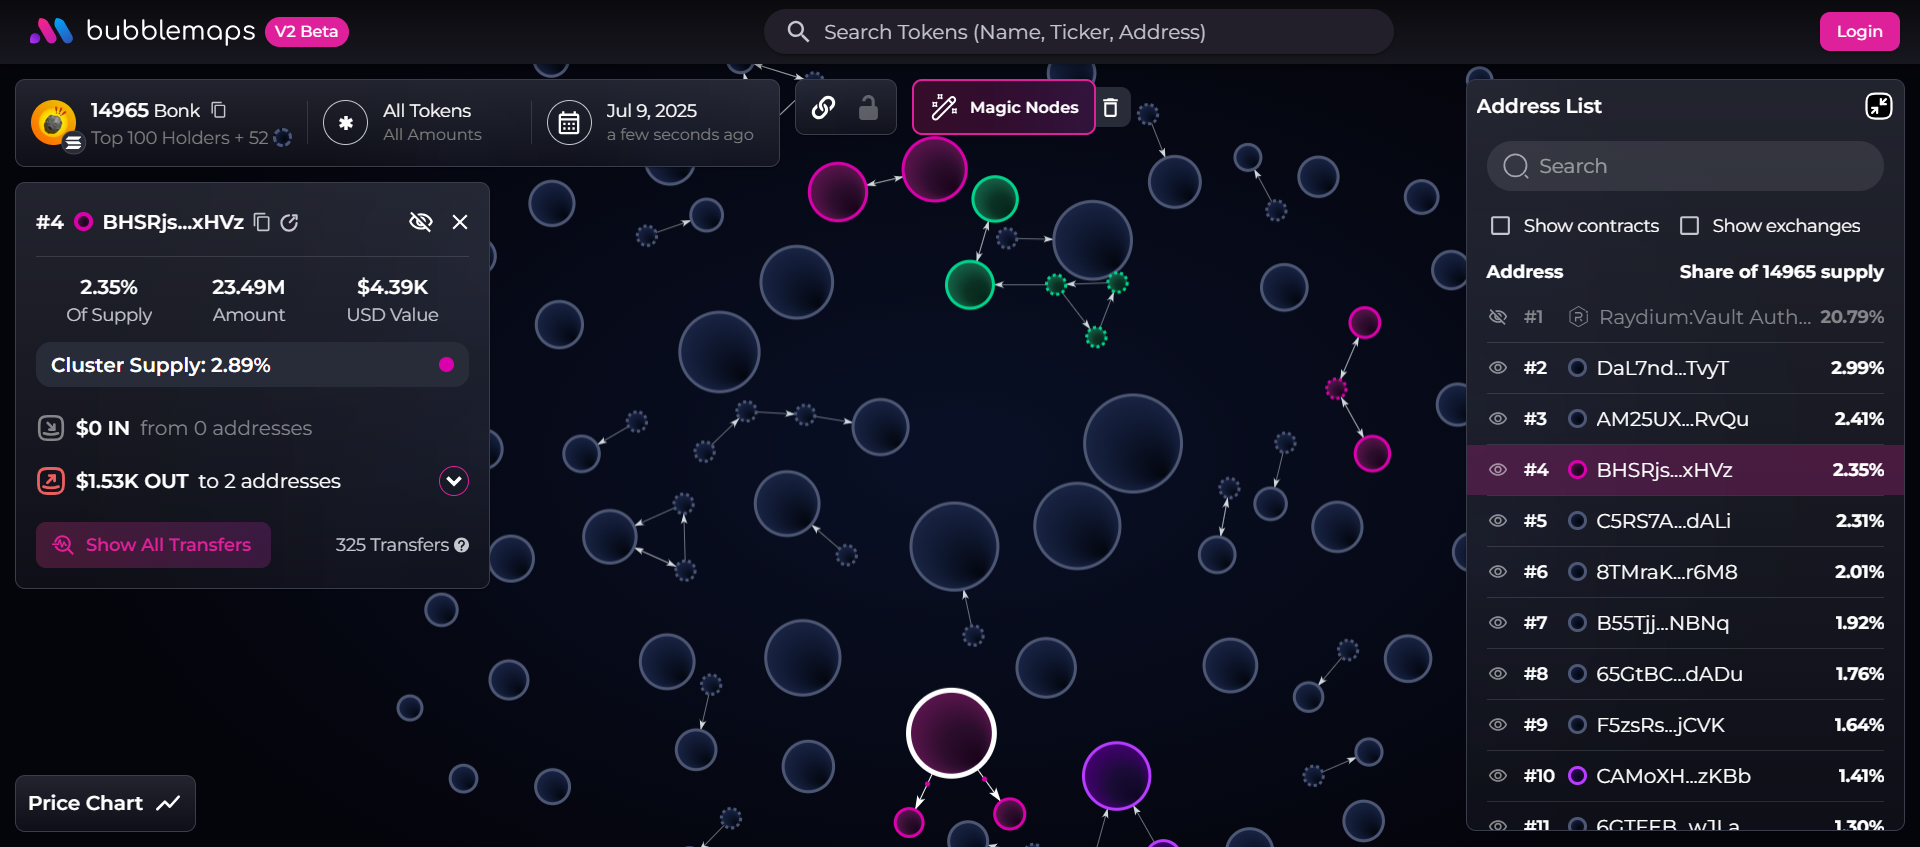 bubblemaps V2 Beta
Search Tokens (Name, Ticker, Address)
Login
14965 Bonk
Top 100 Holders + 52
All Tokens
All Amounts
Jul 9, 2025
a few seconds ago
Magic Nodes
#4 BHSRjs...xHVz
2.35% 23.49M $4.39K
Of Supply Amount USD Value
Cluster Supply: 2.89%
$0 IN from 0 addresses
$1.53K OUT to 2 addresses
Show All Transfers 325 Transfers
Price Chart
Address List
Search
Show contracts Show exchanges
Address Share of 14965 supply
#1 Raydium:Vault Auth... 20.79%
#2 DaL7nd...TvyT 2.99%
#3 AM25UX...RvQu 2.41%
#4 BHSRjs...xHVz 2.35%
#5 C5RS7A...dALi 2.31%
#6 8TMraK...r6M8 2.01%
#7 B55Tjj...NBNq 1.92%
#8 65GtBC...dADu 1.76%
#9 F5zsRs...jCVK 1.64%
#10 CAMoXH...zKBb 1.41%
#11 1.30%